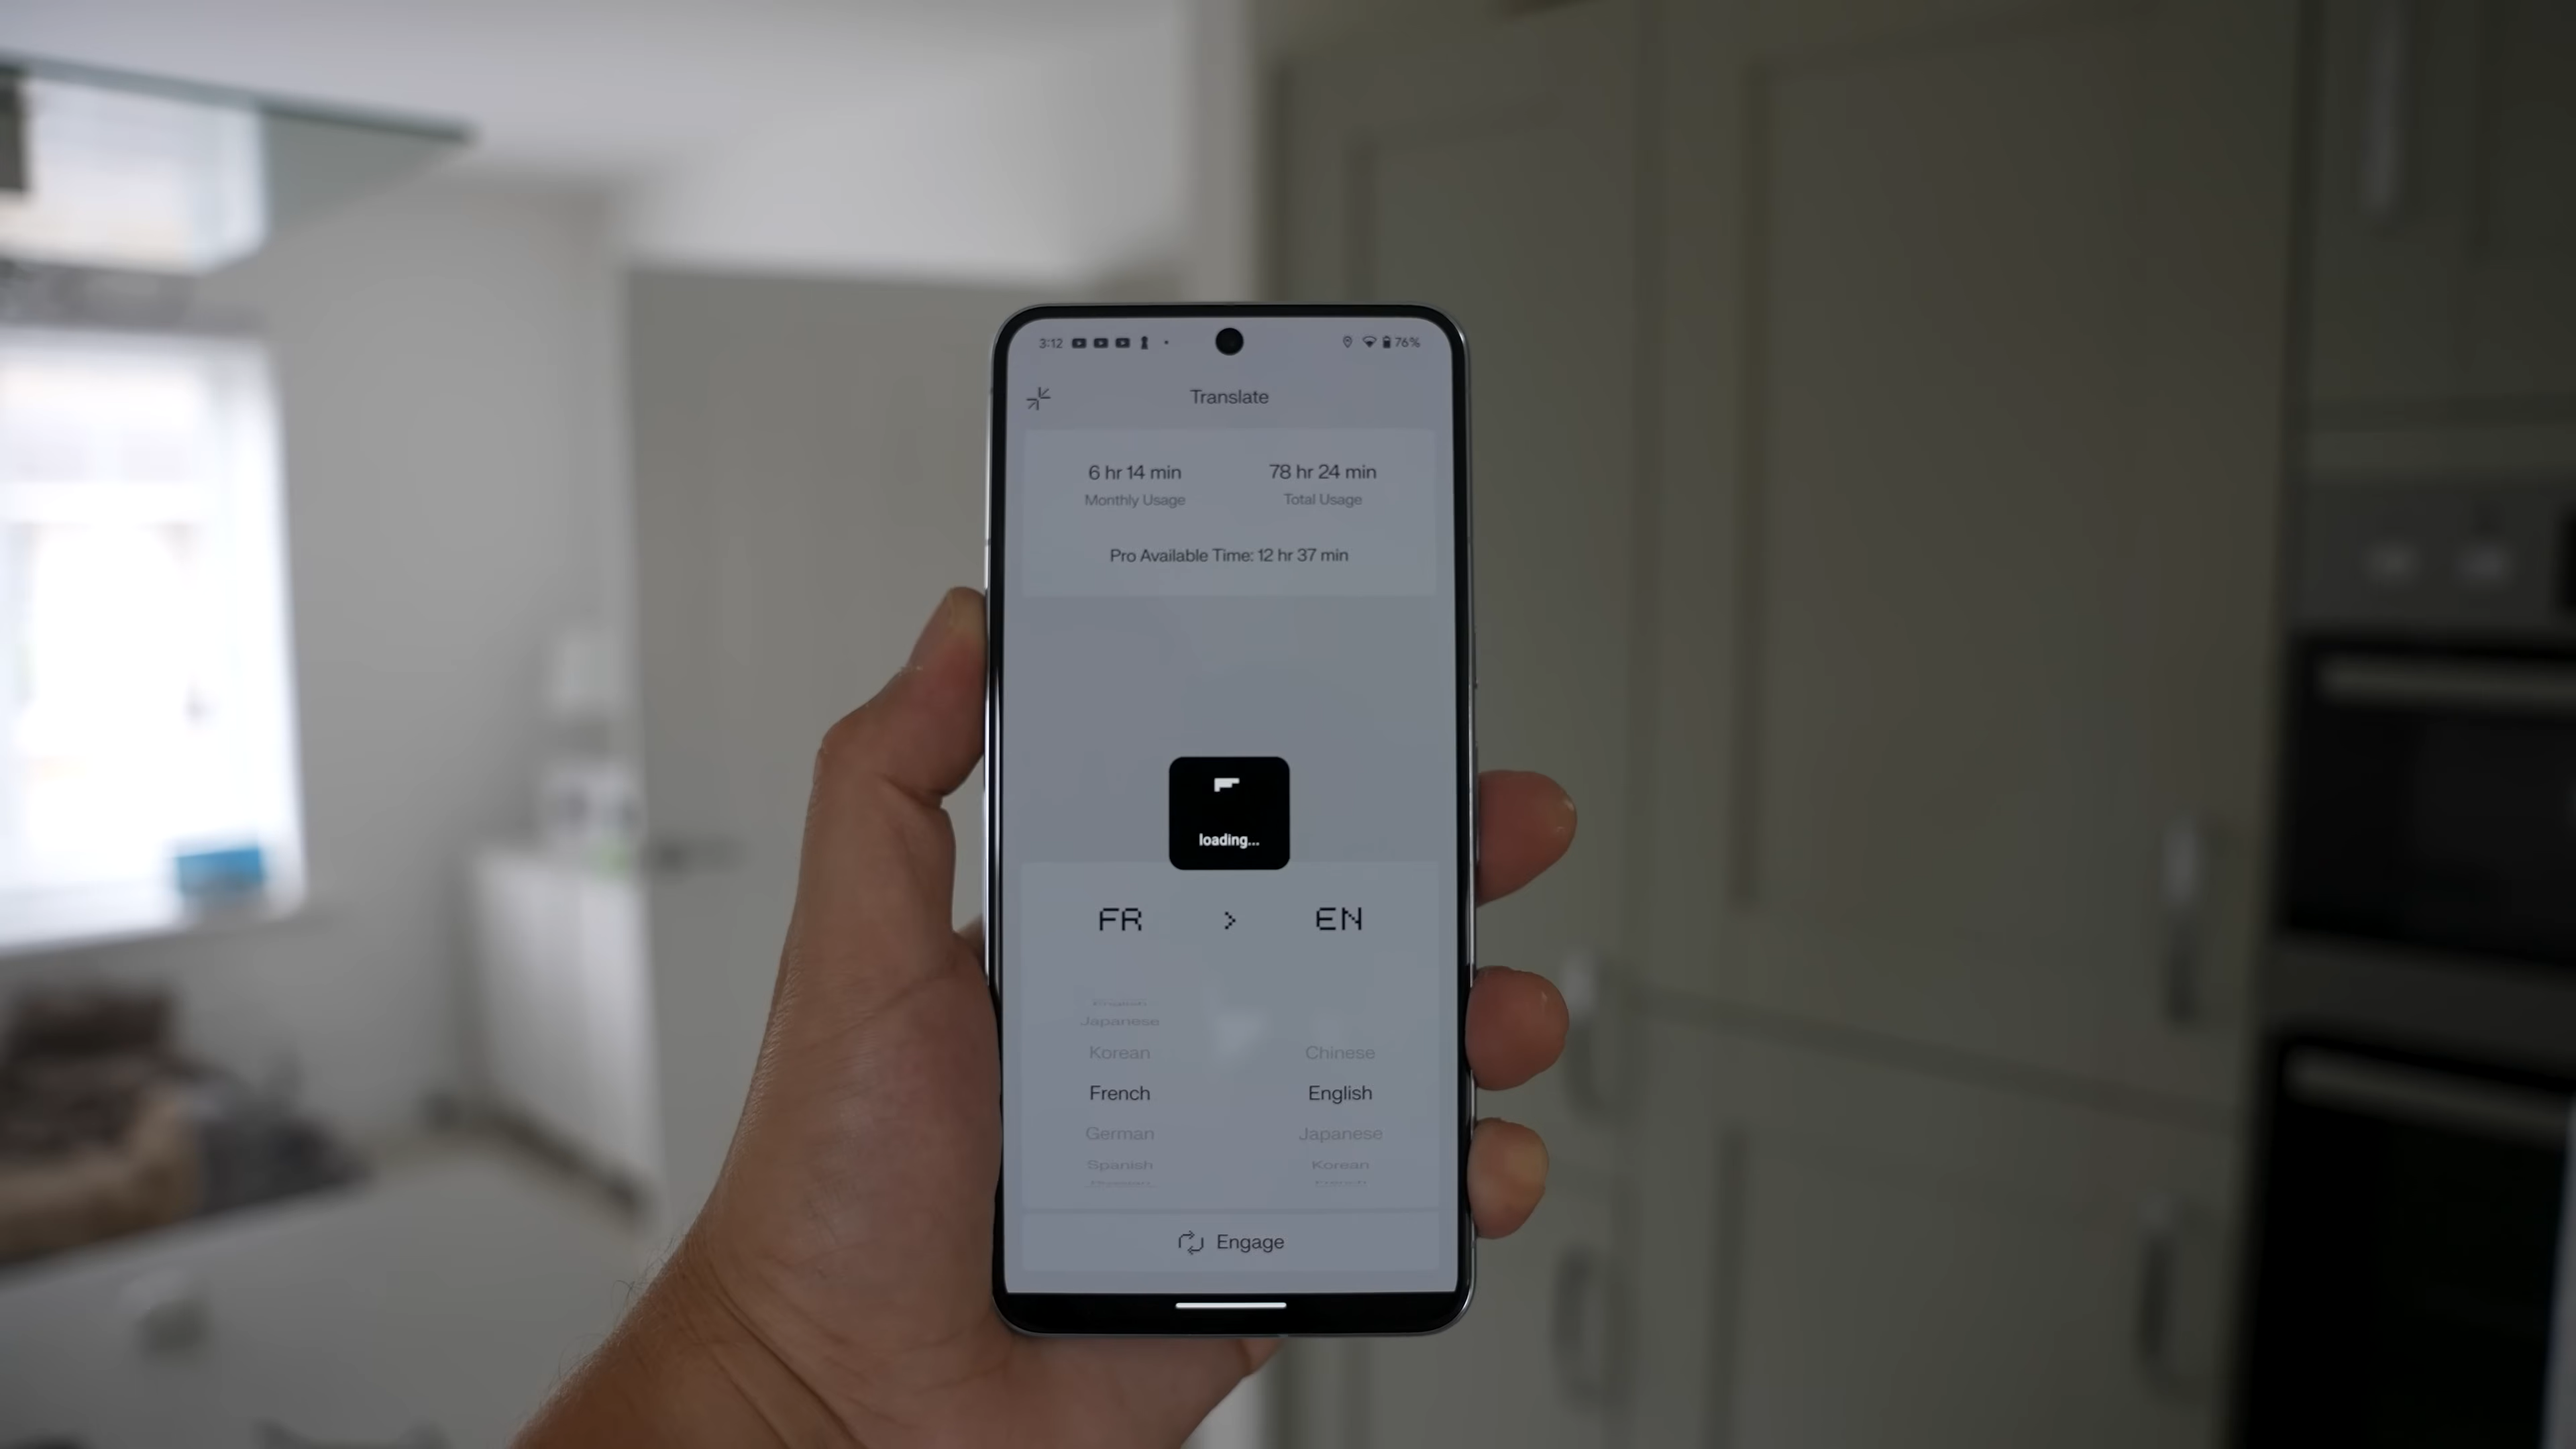 3:12 76%
Translate
6 hr 14 min 78 hr 24 min
Monthly Usage Total Usage
Pro Available Time: 12 hr 37 min
loading...
FR > EN
Japanese
Korean Chinese
French English
German Japanese
Spanish Korean
Engage